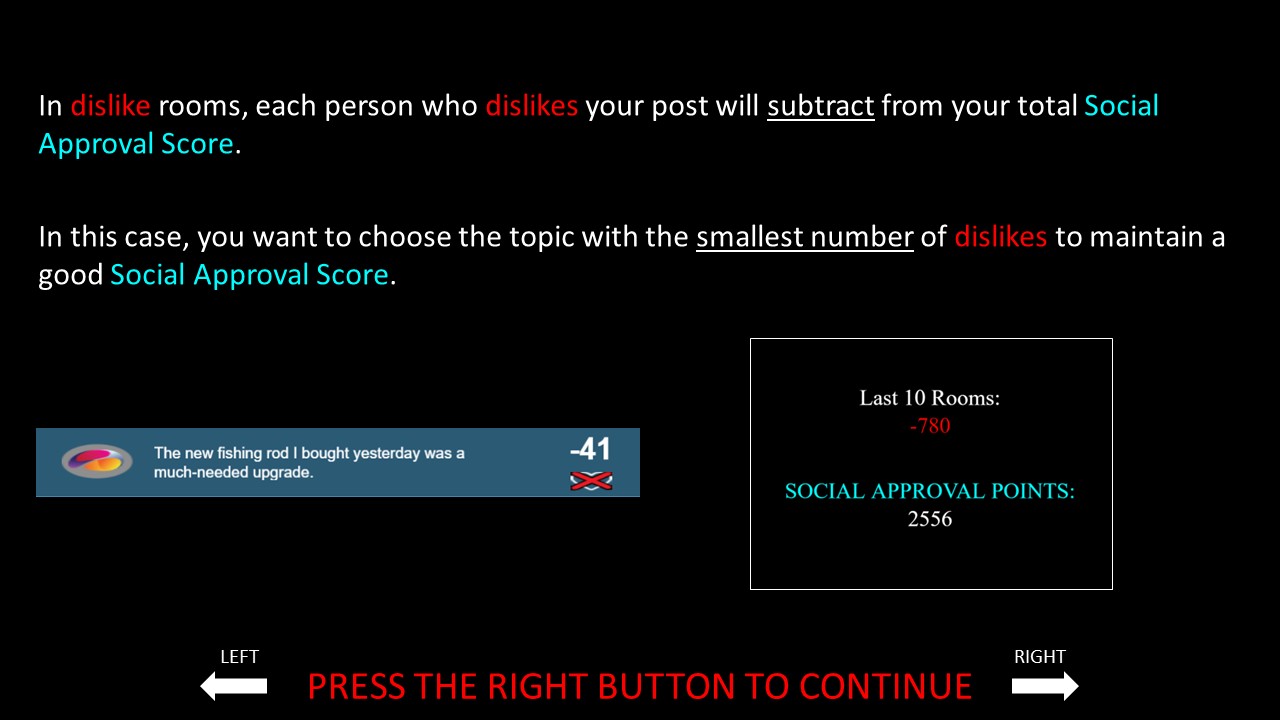 In dislike rooms, each person who dislikes your post will subtract from your total Social
Approval Score.
In this case, you want to choose the topic with the smallest number of dislikes to maintain a
good Social Approval Score.
The new fishing rod I bought yesterday was a
much-needed upgrade.
-41
Last 10 Rooms:
-780
SOCIAL APPROVAL POINTS:
2556
LEFT
RIGHT
PRESS THE RIGHT BUTTON TO CONTINUE